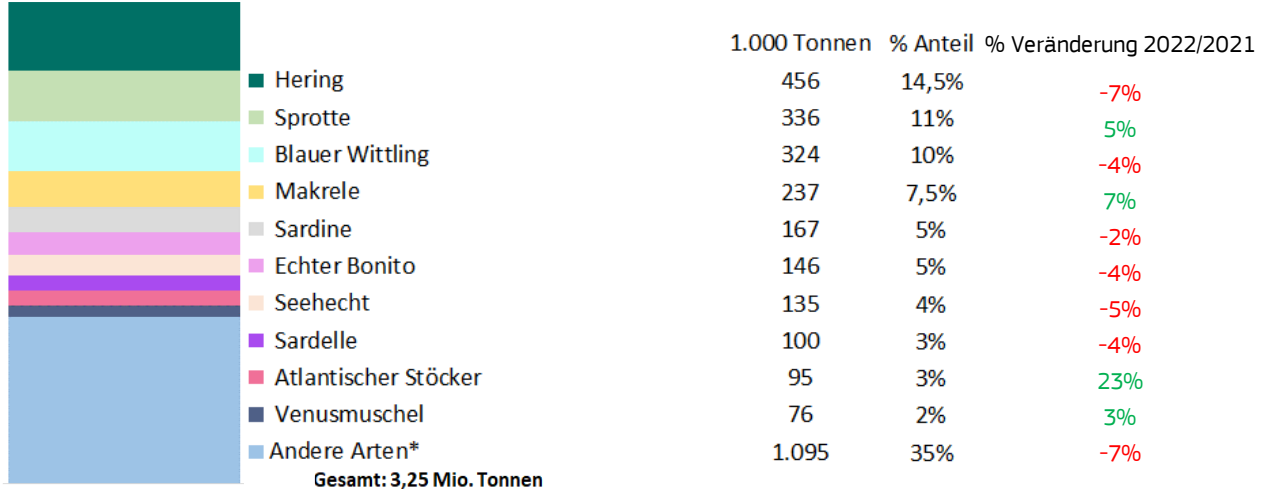 1.000 Tonnen % Anteil % Veränderung 2022/2021
Hering 456 14,5% -7%
Sprotte 336 11% 5%
Blauer Wittling 324 10% -4%
Makrele 237 7,5% 7%
Sardine 167 5% -2%
Echter Bonito 146 5% -4%
Seehecht 135 4% -5%
Sardelle 100 3% -4%
Atlantischer Stöcker 95 3% 23%
Venusmuschel 76 2% 3%
Andere Arten* 1.095 35% -7%
Gesamt: 3,25 Mio. Tonnen